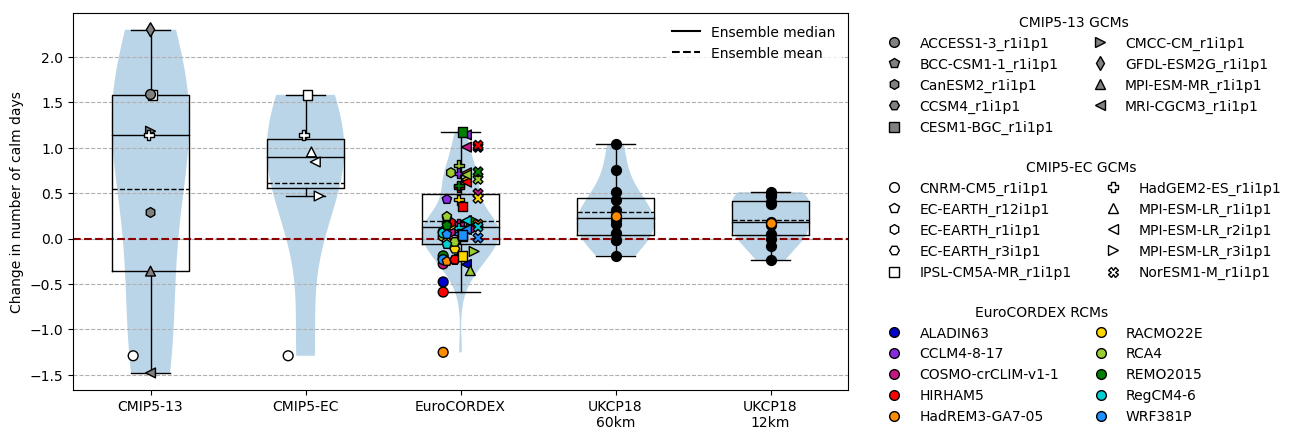 Change in number of calm days
2.0
1.5
1.0
0.5
0.0
−0.5
−1.0
−1.5
CMIP5-13
CMIP5-EC
EuroCORDEX
UKCP18
60km
UKCP18
12km
Ensemble median
Ensemble mean
CMIP5-13 GCMs
ACCESS1-3_r1i1p1
BCC-CSM1-1_r1i1p1
CanESM2_r1i1p1
CCSM4_r1i1p1
CESM1-BGC_r1i1p1
CMCC-CM_r1i1p1
GFDL-ESM2G_r1i1p1
MPI-ESM-MR_r1i1p1
MRI-CGCM3_r1i1p1
CMIP5-EC GCMs
CNRM-CM5_r1i1p1
EC-EARTH_r12i1p1
EC-EARTH_r1i1p1
EC-EARTH_r3i1p1
IPSL-CM5A-MR_r1i1p1
HadGEM2-ES_r1i1p1
MPI-ESM-LR_r1i1p1
MPI-ESM-LR_r2i1p1
MPI-ESM-LR_r3i1p1
NorESM1-M_r1i1p1
EuroCORDEX RCMs
ALADIN63
CCLM4-8-17
COSMO-crCLIM-v1-1
HIRHAM5
HadREM3-GA7-05
RACMO22E
RCA4
REMO2015
RegCM4-6
WRF381P